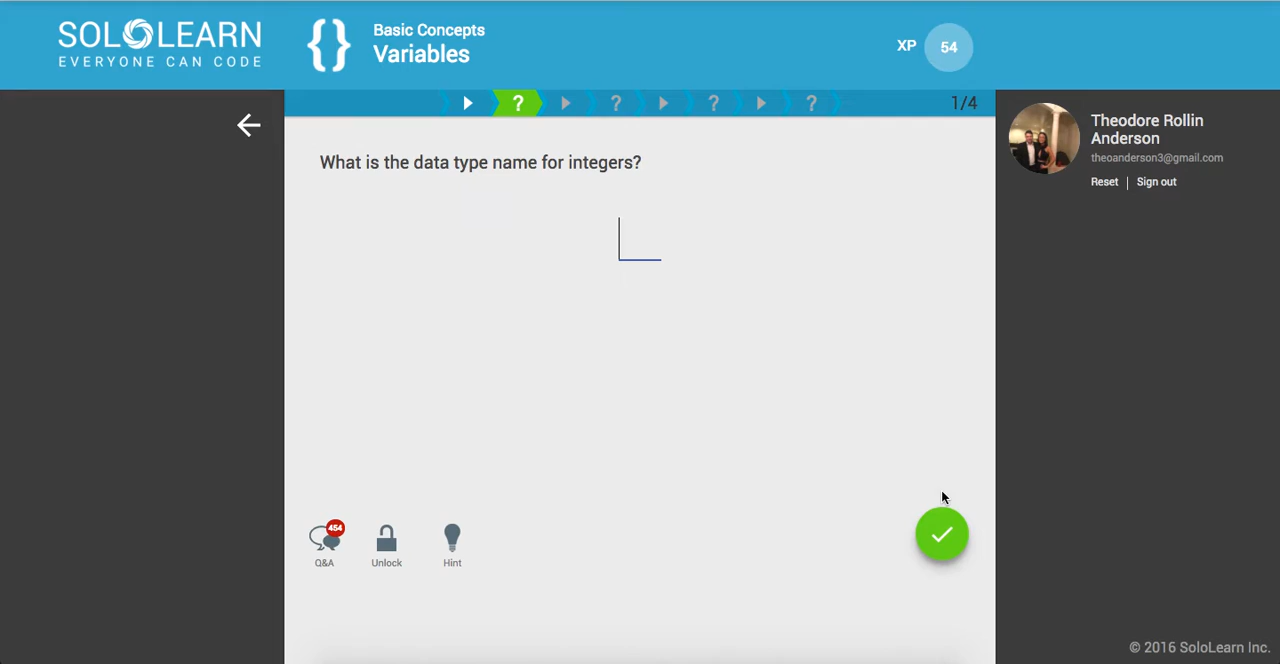 SOLOLEARN
EVERYONE CAN CODE
{ }
Basic Concepts
Variables
XP 54
? ? ? ?
1/4
What is the data type name for integers?
Theodore Rollin
Anderson
theoanderson3@gmail.com
Reset | Sign out
454
Q&A
Unlock
Hint
© 2016 SoloLearn Inc.